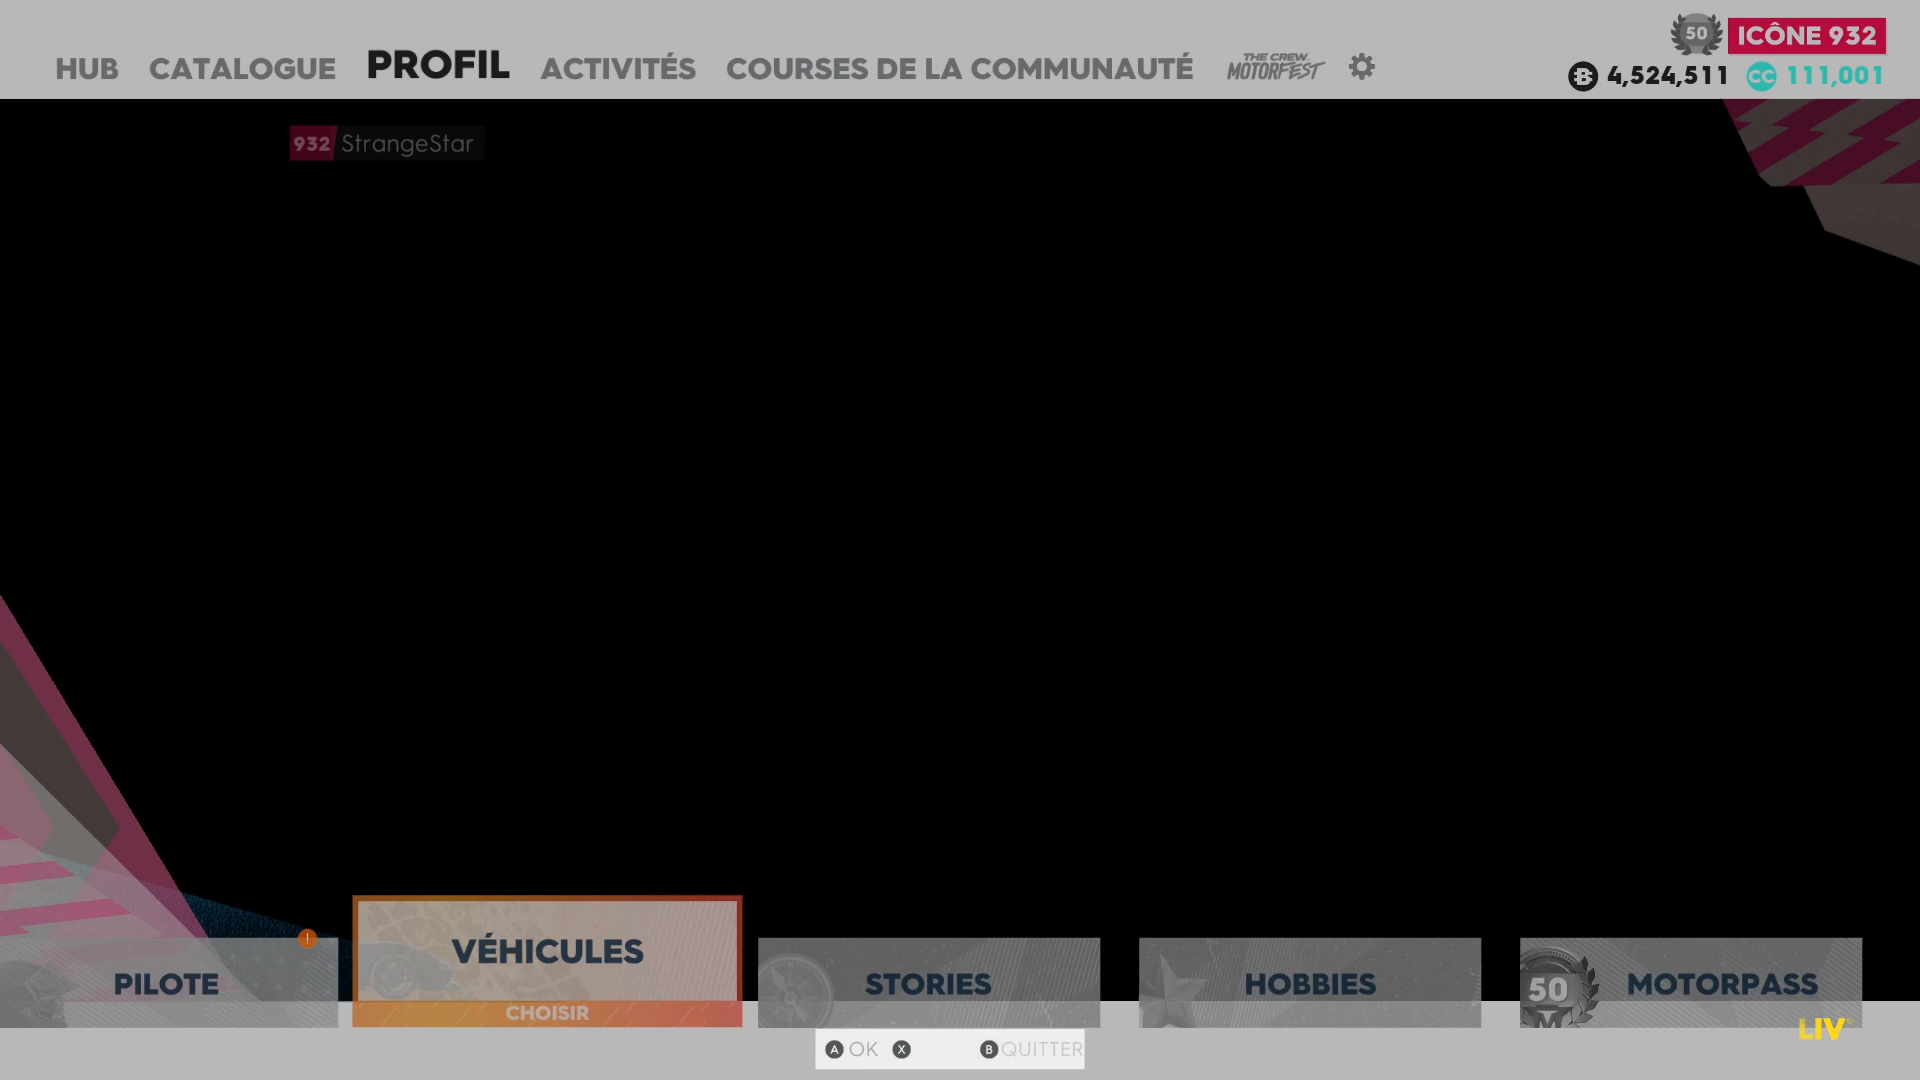 50 ICÔNE 932
HUB CATALOGUE PROFIL ACTIVITÉS COURSES DE LA COMMUNAUTÉ THE CREW MOTORFEST
B 4,524,511 CC 111,001
932 StrangeStar
!
VÉHICULES
PILOTE STORIES HOBBIES 50 M MOTORPASS
CHOISIR
LIV
A OK X B QUITTER